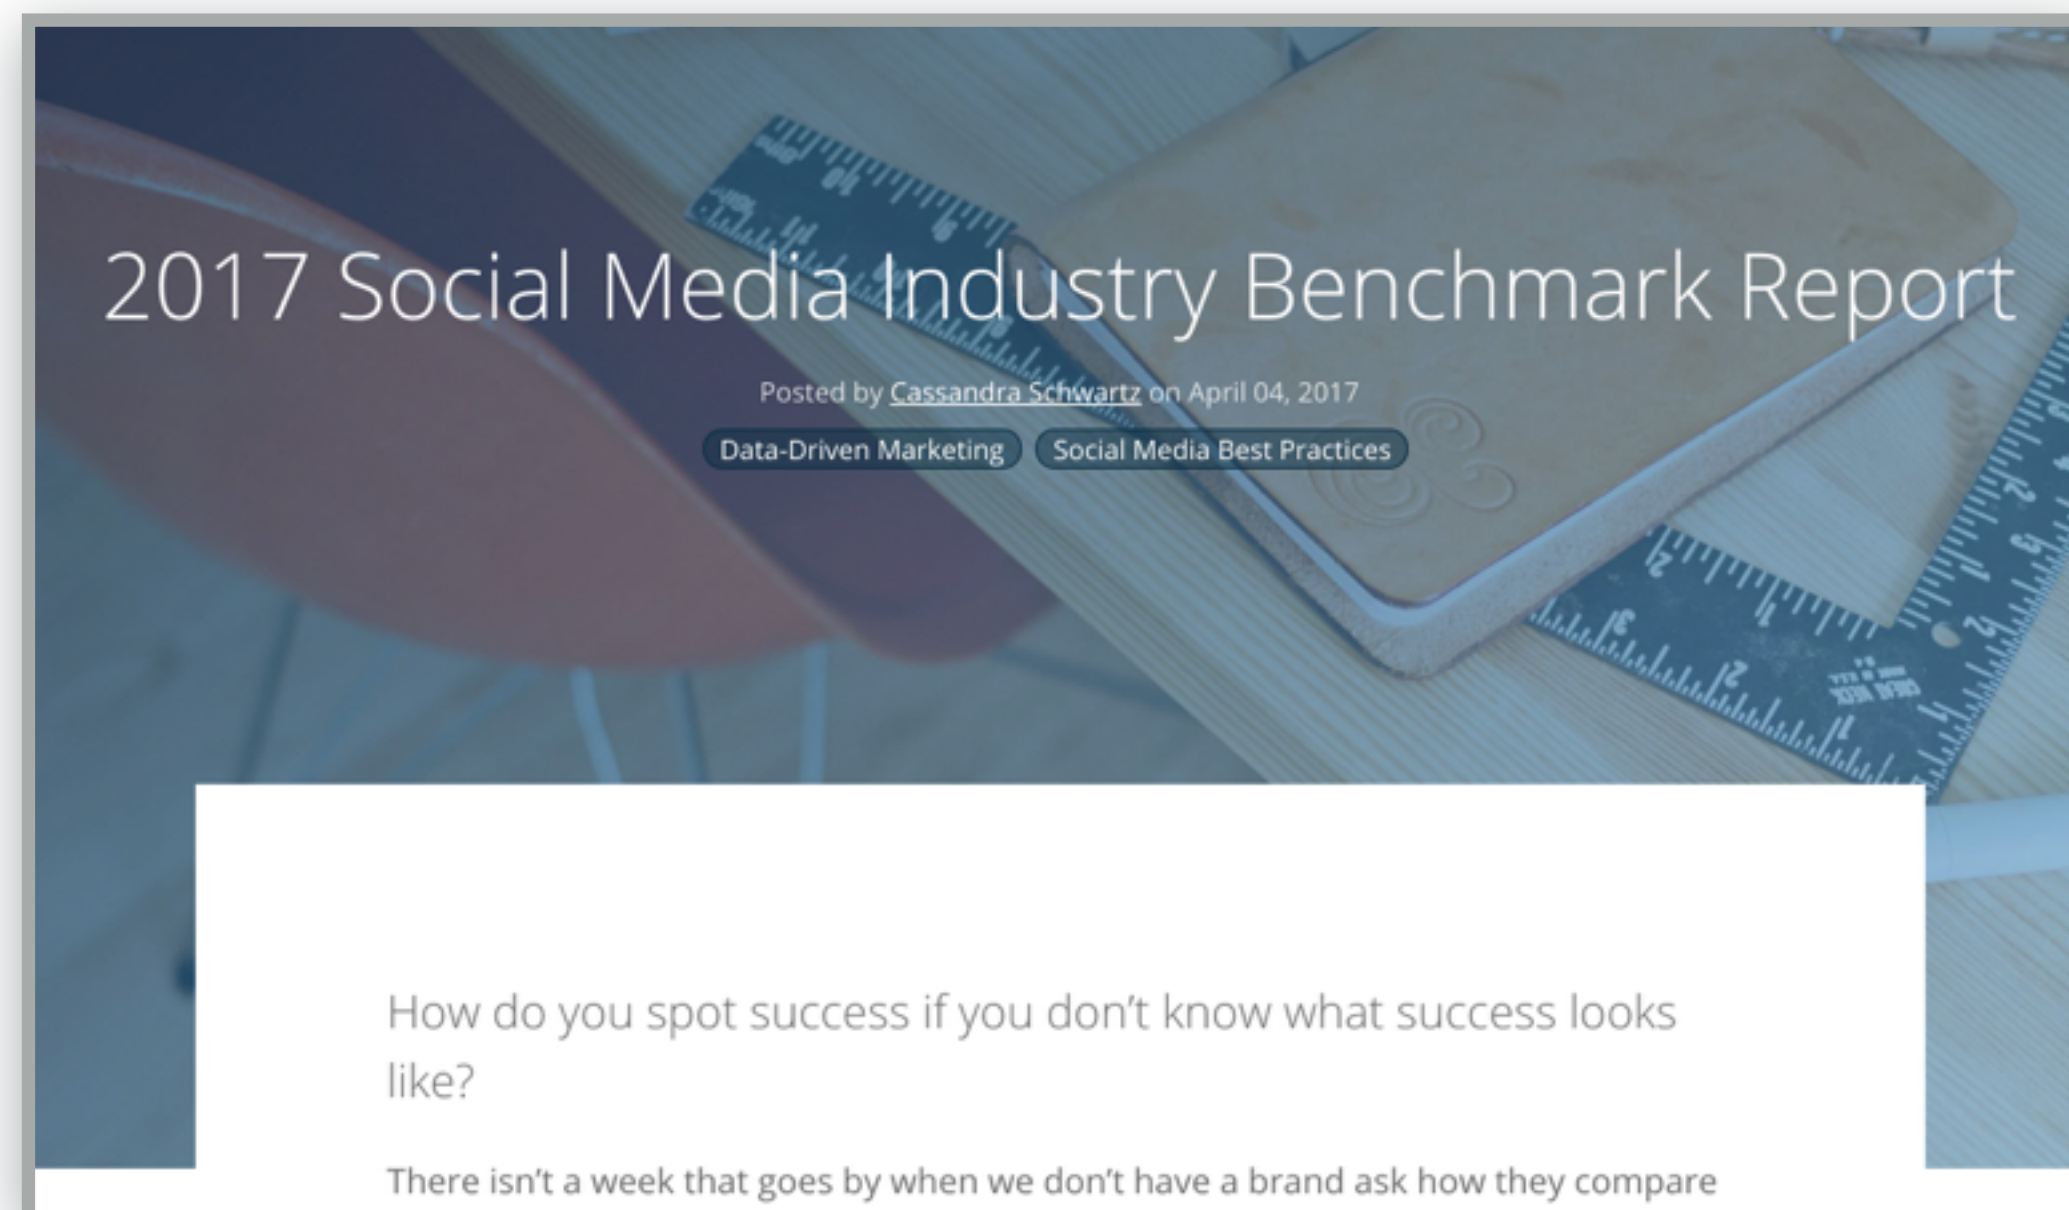 2017 Social Media Industry Benchmark Report
Posted by Cassandra Schwartz on April 04, 2017
Data-Driven Marketing
Social Media Best Practices
How do you spot success if you don’t know what success looks
like?
There isn’t a week that goes by when we don’t have a brand ask how they compare